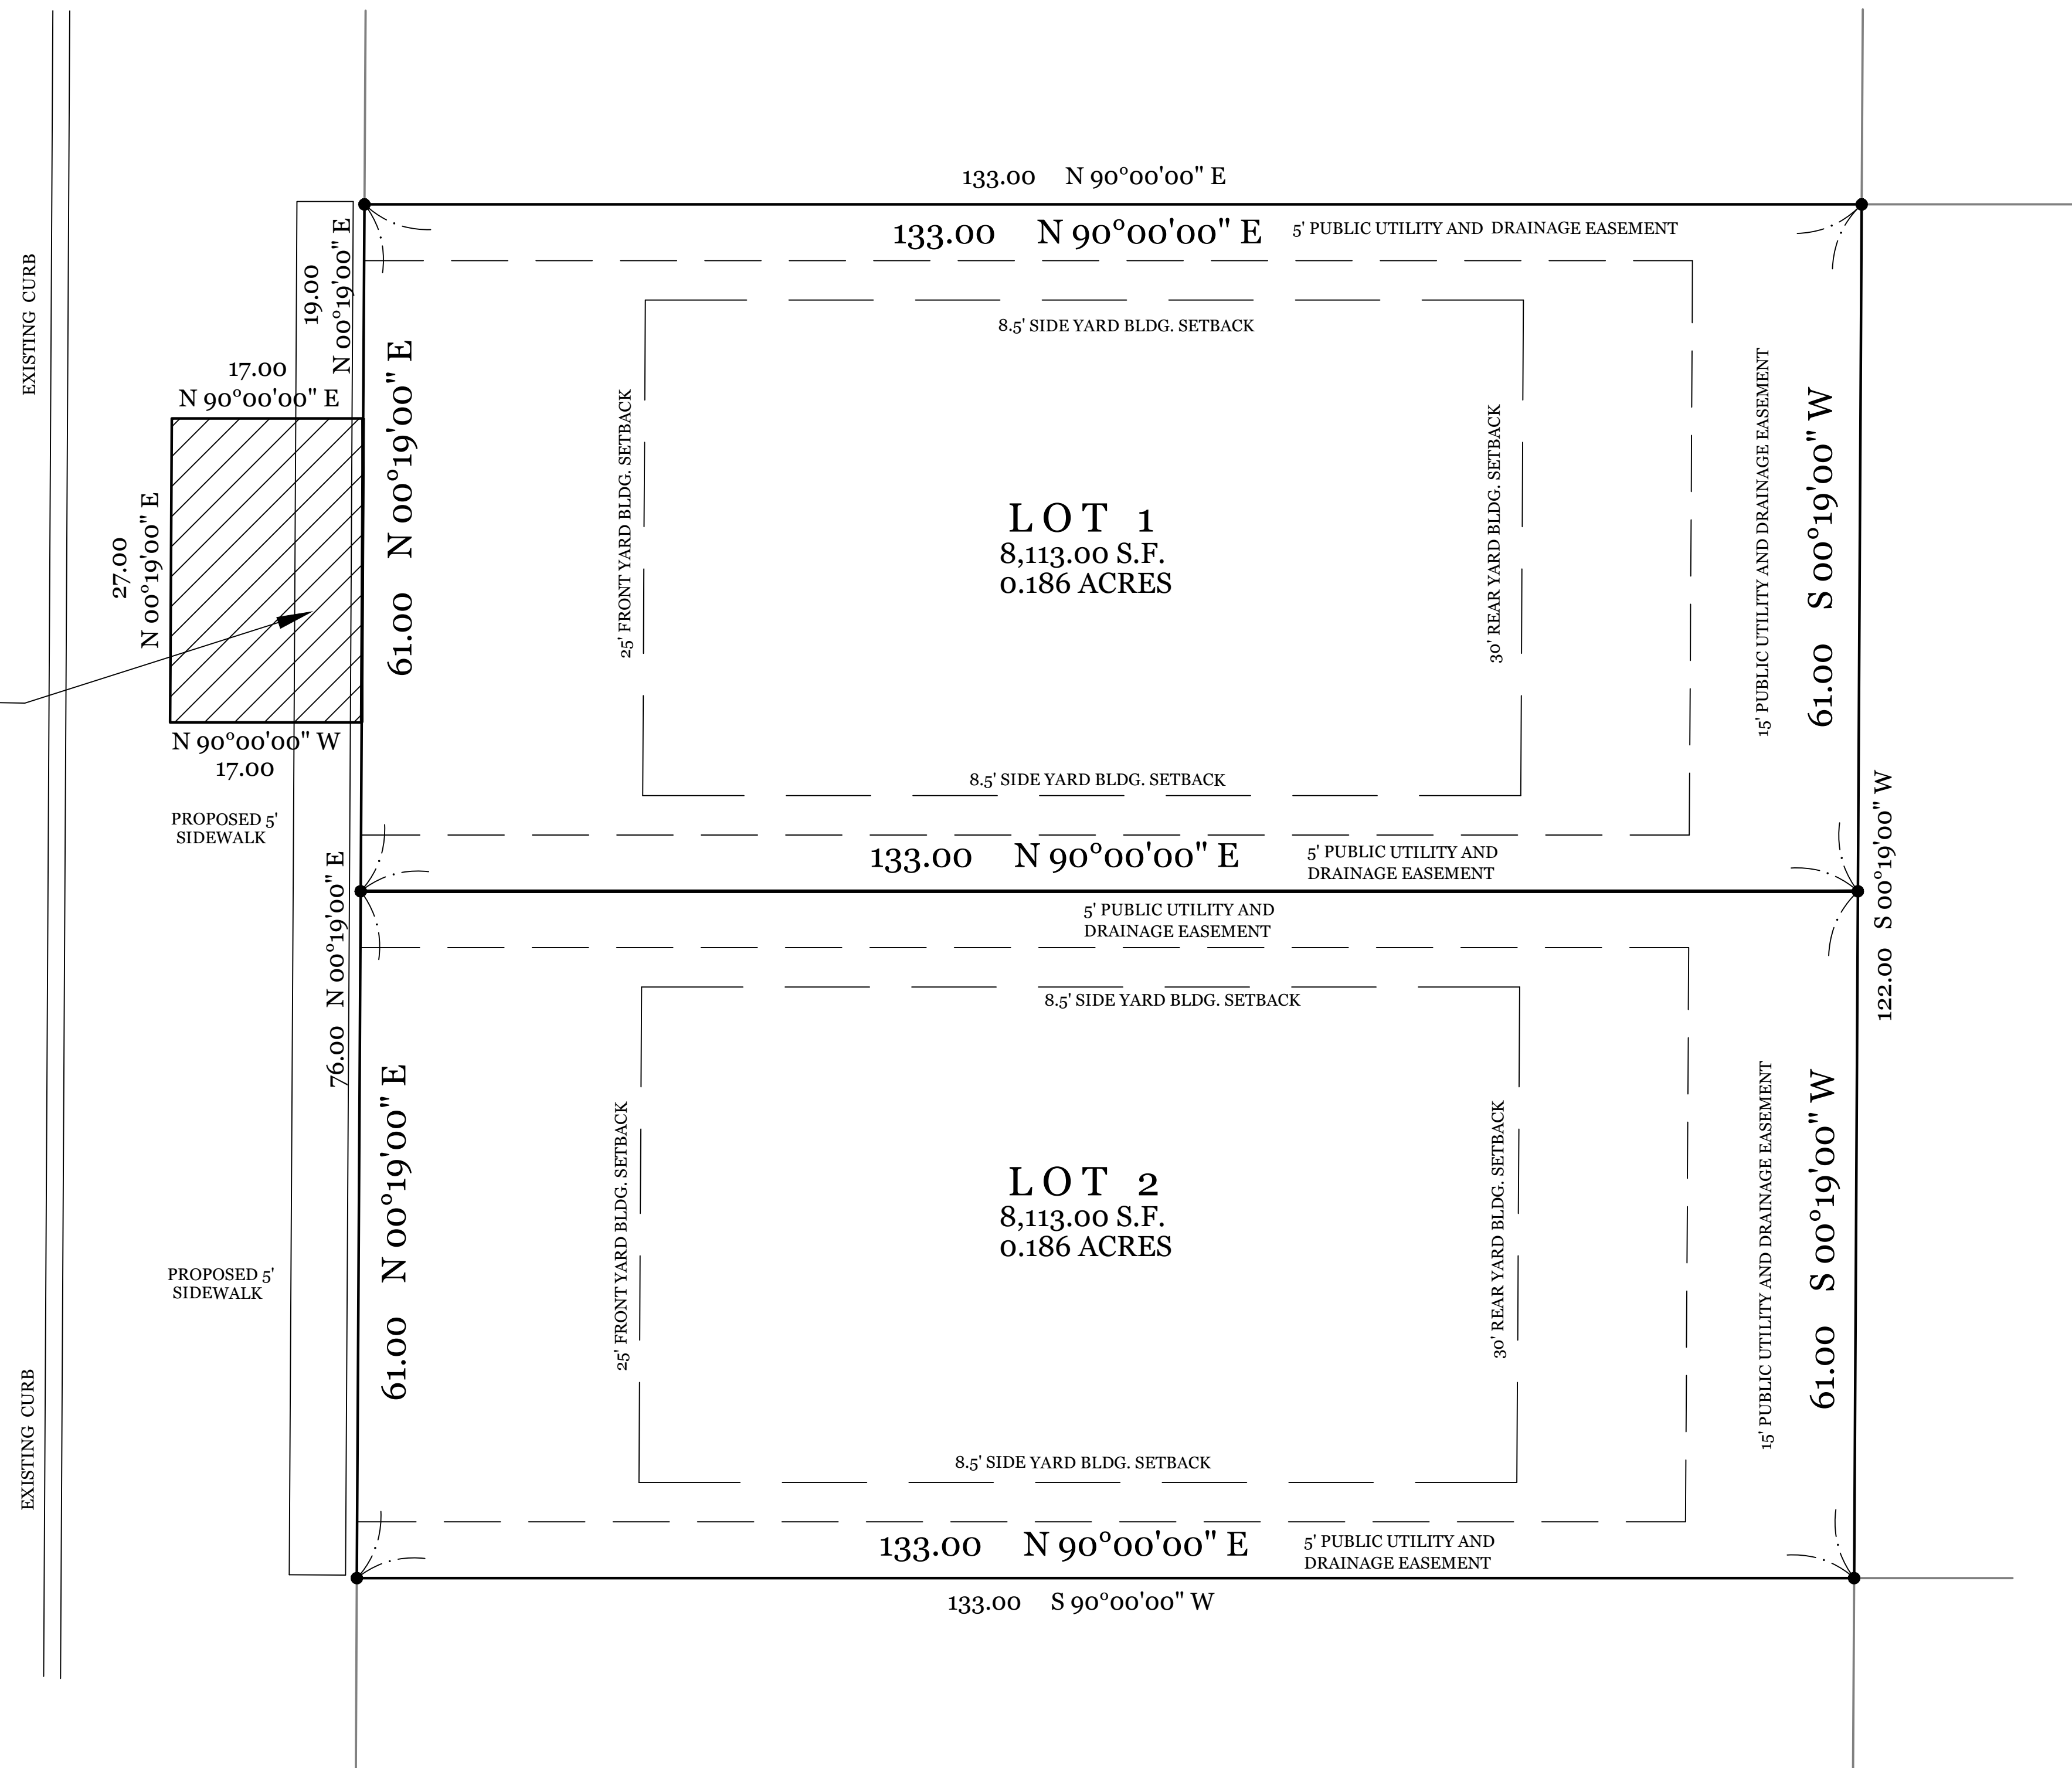 133.00 N 90°00'00" E
133.00 N 90°00'00" E
5' PUBLIC UTILITY AND DRAINAGE EASEMENT
EXISTING CURB
19.00
N 00°19'00" E
17.00
N 90°00'00" E
27.00
N 00°19'00" E
N 90°00'00" W
17.00
61.00 N 00°19'00" E
8.5' SIDE YARD BLDG. SETBACK
25' FRONT YARD BLDG. SETBACK
LOT 1
8,113.00 S.F.
0.186 ACRES
30' REAR YARD BLDG. SETBACK
15' PUBLIC UTILITY AND DRAINAGE EASEMENT
61.00 S 00°19'00" W
8.5' SIDE YARD BLDG. SETBACK
PROPOSED 5'
SIDEWALK
133.00 N 90°00'00" E
5' PUBLIC UTILITY AND
DRAINAGE EASEMENT
122.00 S 00°19'00" W
76.00 N 00°19'00" E
5' PUBLIC UTILITY AND
DRAINAGE EASEMENT
8.5' SIDE YARD BLDG. SETBACK
61.00 N 00°19'00" E
25' FRONT YARD BLDG. SETBACK
LOT 2
8,113.00 S.F.
0.186 ACRES
30' REAR YARD BLDG. SETBACK
15' PUBLIC UTILITY AND DRAINAGE EASEMENT
61.00 S 00°19'00" W
PROPOSED 5'
SIDEWALK
EXISTING CURB
8.5' SIDE YARD BLDG. SETBACK
133.00 N 90°00'00" E
5' PUBLIC UTILITY AND
DRAINAGE EASEMENT
133.00 S 90°00'00" W